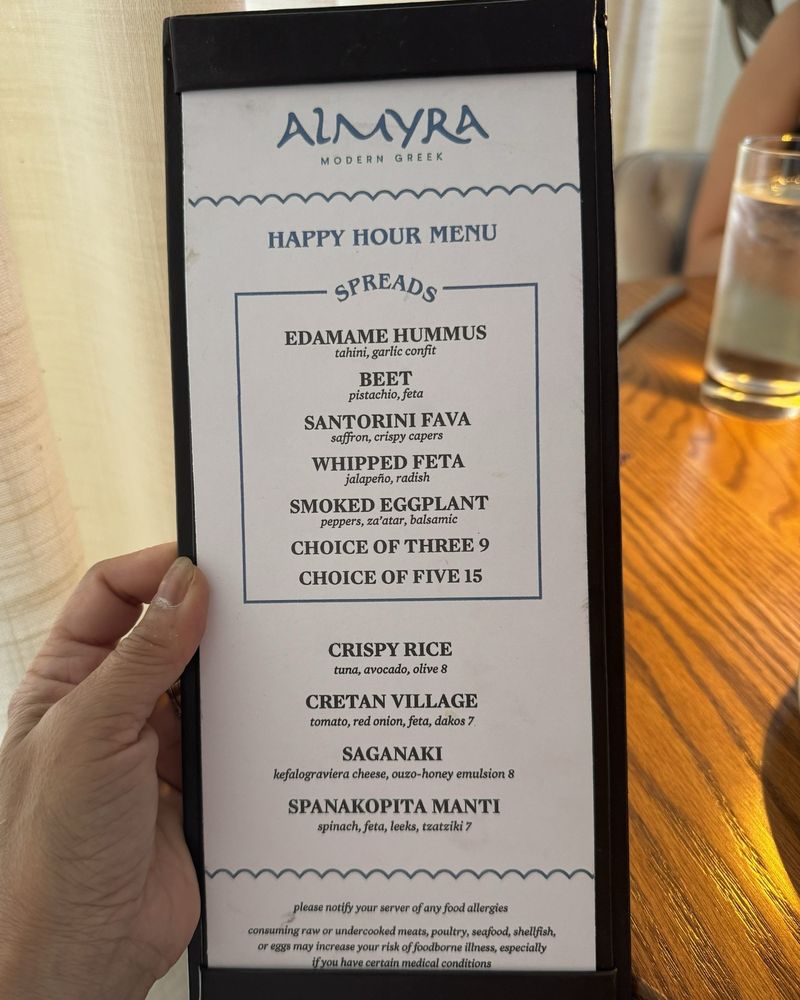 ALMYRA
MODERN GREEK
HAPPY HOUR MENU
SPREADS
EDAMAME HUMMUS
tahini, garlic confit
BEET
pistachio, feta
SANTORINI FAVA
saffron, crispy capers
WHIPPED FETA
jalapeño, radish
SMOKED EGGPLANT
peppers, za'atar, balsamic
CHOICE OF THREE 9
CHOICE OF FIVE 15
CRISPY RICE
tuna, avocado, olive 8
CRETAN VILLAGE
tomato, red onion, feta, dakos 7
SAGANAKI
kefalograviera cheese, ouzo-honey emulsion 8
SPANAKOPITA MANTI
spinach, feta, leeks, tzatziki 7
please notify your server of any food allergies
consuming raw or undercooked meats, poultry, seafood, shellfish,
or eggs may increase your risk of foodborne illness, especially
if you have certain medical conditions